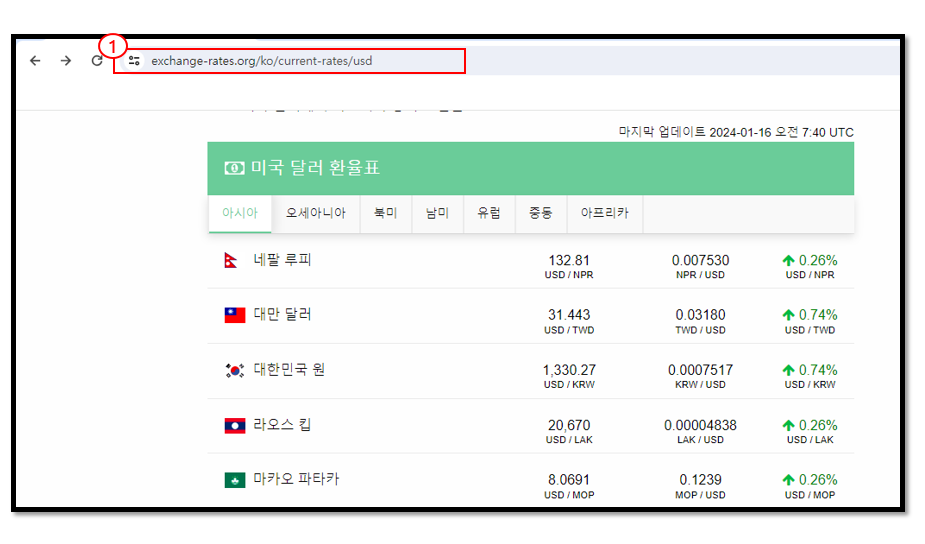 1
exchange-rates.org/ko/current-rates/usd
마지막 업데이트 2024-01-16 오전 7:40 UTC
미국 달러 환율표
아시아 오세아니아 북미 남미 유럽 중동 아프리카
네팔 루피 132.81 0.007530 0.26%
USD / NPR NPR / USD USD / NPR
대만 달러 31.443 0.03180 0.74%
USD / TWD TWD / USD USD / TWD
대한민국 원 1,330.27 0.0007517 0.74%
USD / KRW KRW / USD USD / KRW
라오스 킵 20,670 0.00004838 0.26%
USD / LAK LAK / USD USD / LAK
마카오 파타카 8.0691 0.1239 0.26%
USD / MOP MOP / USD USD / MOP